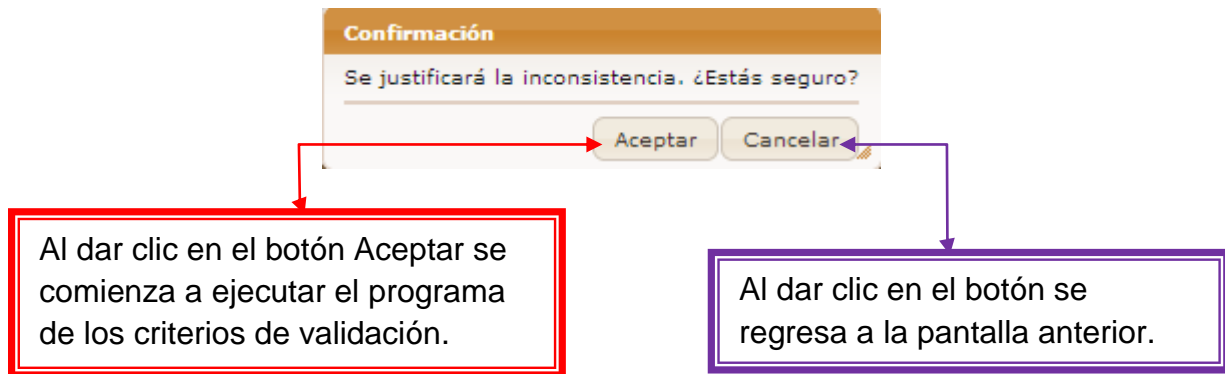 Confirmación
Se justificará la inconsistencia. ¿Estás seguro?
Aceptar
Cancelar
Al dar clic en el botón Aceptar se
comienza a ejecutar el programa
de los criterios de validación.
Al dar clic en el botón se
regresa a la pantalla anterior.